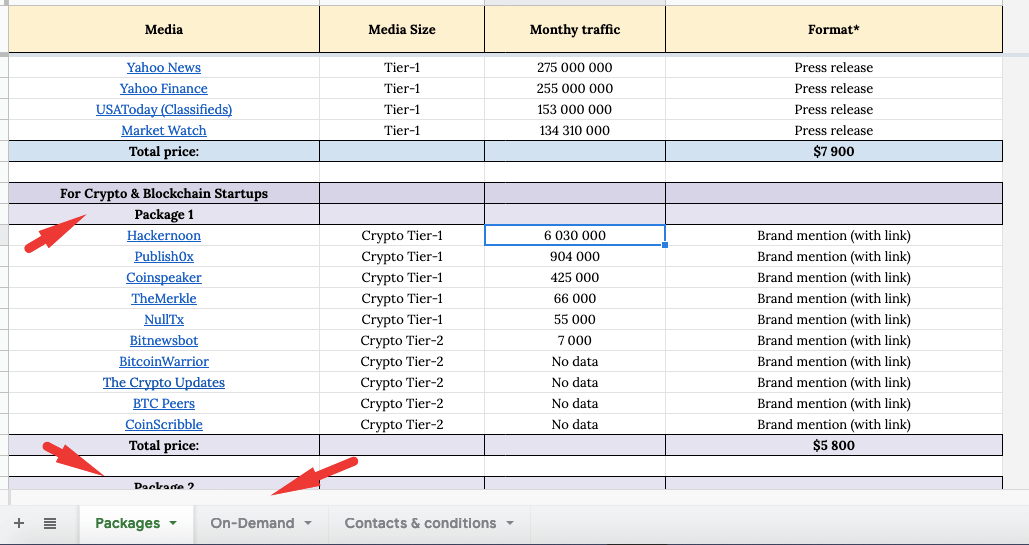 Media Media Size Monthy traffic Format*
Yahoo News Tier-1 275 000 000 Press release
Yahoo Finance Tier-1 255 000 000 Press release
USAToday (Classifieds) Tier-1 153 000 000 Press release
Market Watch Tier-1 134 310 000 Press release
Total price: $7 900
For Crypto & Blockchain Startups
Package 1
Hackernoon Crypto Tier-1 6 030 000 Brand mention (with link)
Publish0x Crypto Tier-1 904 000 Brand mention (with link)
Coinspeaker Crypto Tier-1 425 000 Brand mention (with link)
TheMerkle Crypto Tier-1 66 000 Brand mention (with link)
NullTx Crypto Tier-1 55 000 Brand mention (with link)
Bitnewsbot Crypto Tier-2 7 000 Brand mention (with link)
BitcoinWarrior Crypto Tier-2 No data Brand mention (with link)
The Crypto Updates Crypto Tier-2 No data Brand mention (with link)
BTC Peers Crypto Tier-2 No data Brand mention (with link)
CoinScribble Crypto Tier-2 No data Brand mention (with link)
Total price: $5 800
Package 2
Packages On-Demand Contacts & conditions